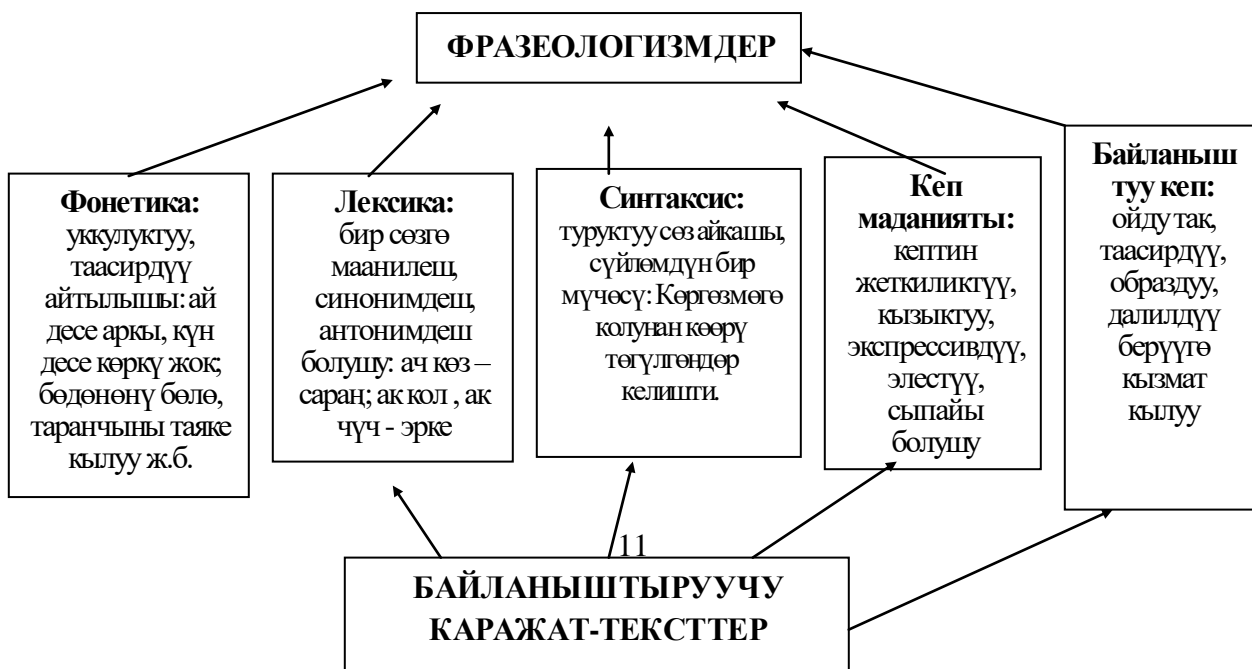 ФРАЗЕОЛОГИЗМДЕР
Фонетика:
уккулуктуу,
таасирдүү
айтылышы: ай
десе аркы, күн
десе көркү жок;
бөдөнөнү бөлө,
таранчыны таяке
кылуу ж.б.
Лексика:
бир сөзгө
маанилеш,
синонимдеш,
антонимдеш
болушу: ач көз –
сараң; ак кол , ак
чүч - эрке
Синтаксис:
туруктуу сөз айкашы,
сүйлөмдүн бир
мүчөсү: Көргөзмөгө
колунан көөрү
төгүлгөндөр
келишти.
Кеп
маданияты:
кептин
жеткиликтүү,
кызыктуу,
экспрессивдүү,
элестүү,
сыпайы
болушу
Байланыш
туу кеп:
ойду так,
таасирдүү,
образдуу,
далилдүү
берүүгө
кызмат
кылуу
11
БАЙЛАНЫШТЫРУУЧУ
КАРАЖАТ-ТЕКСТТЕР